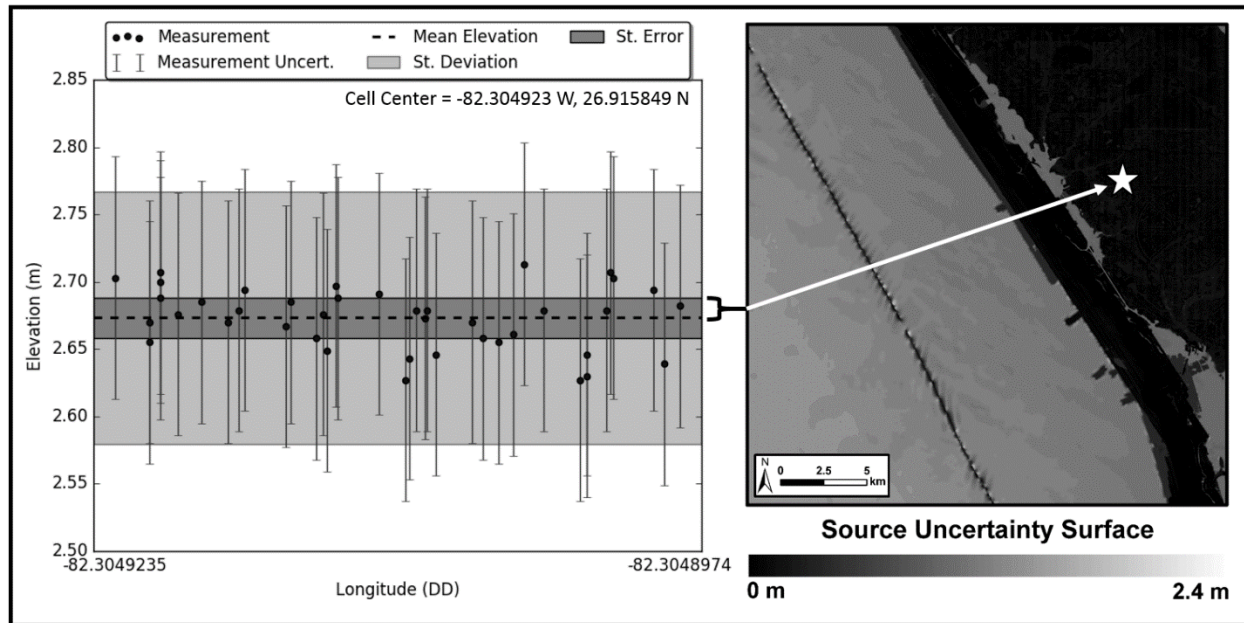 Measurement
Mean Elevation
St. Error
Measurement Uncert.
St. Deviation
Cell Center = -82.304923 W, 26.915849 N
2.85
2.80
2.75
2.70
2.65
2.60
2.55
2.50
Elevation (m)
-82.3049235
-82.3048974
Longitude (DD)
N
0 2.5 5
km
Source Uncertainty Surface
0 m
2.4 m